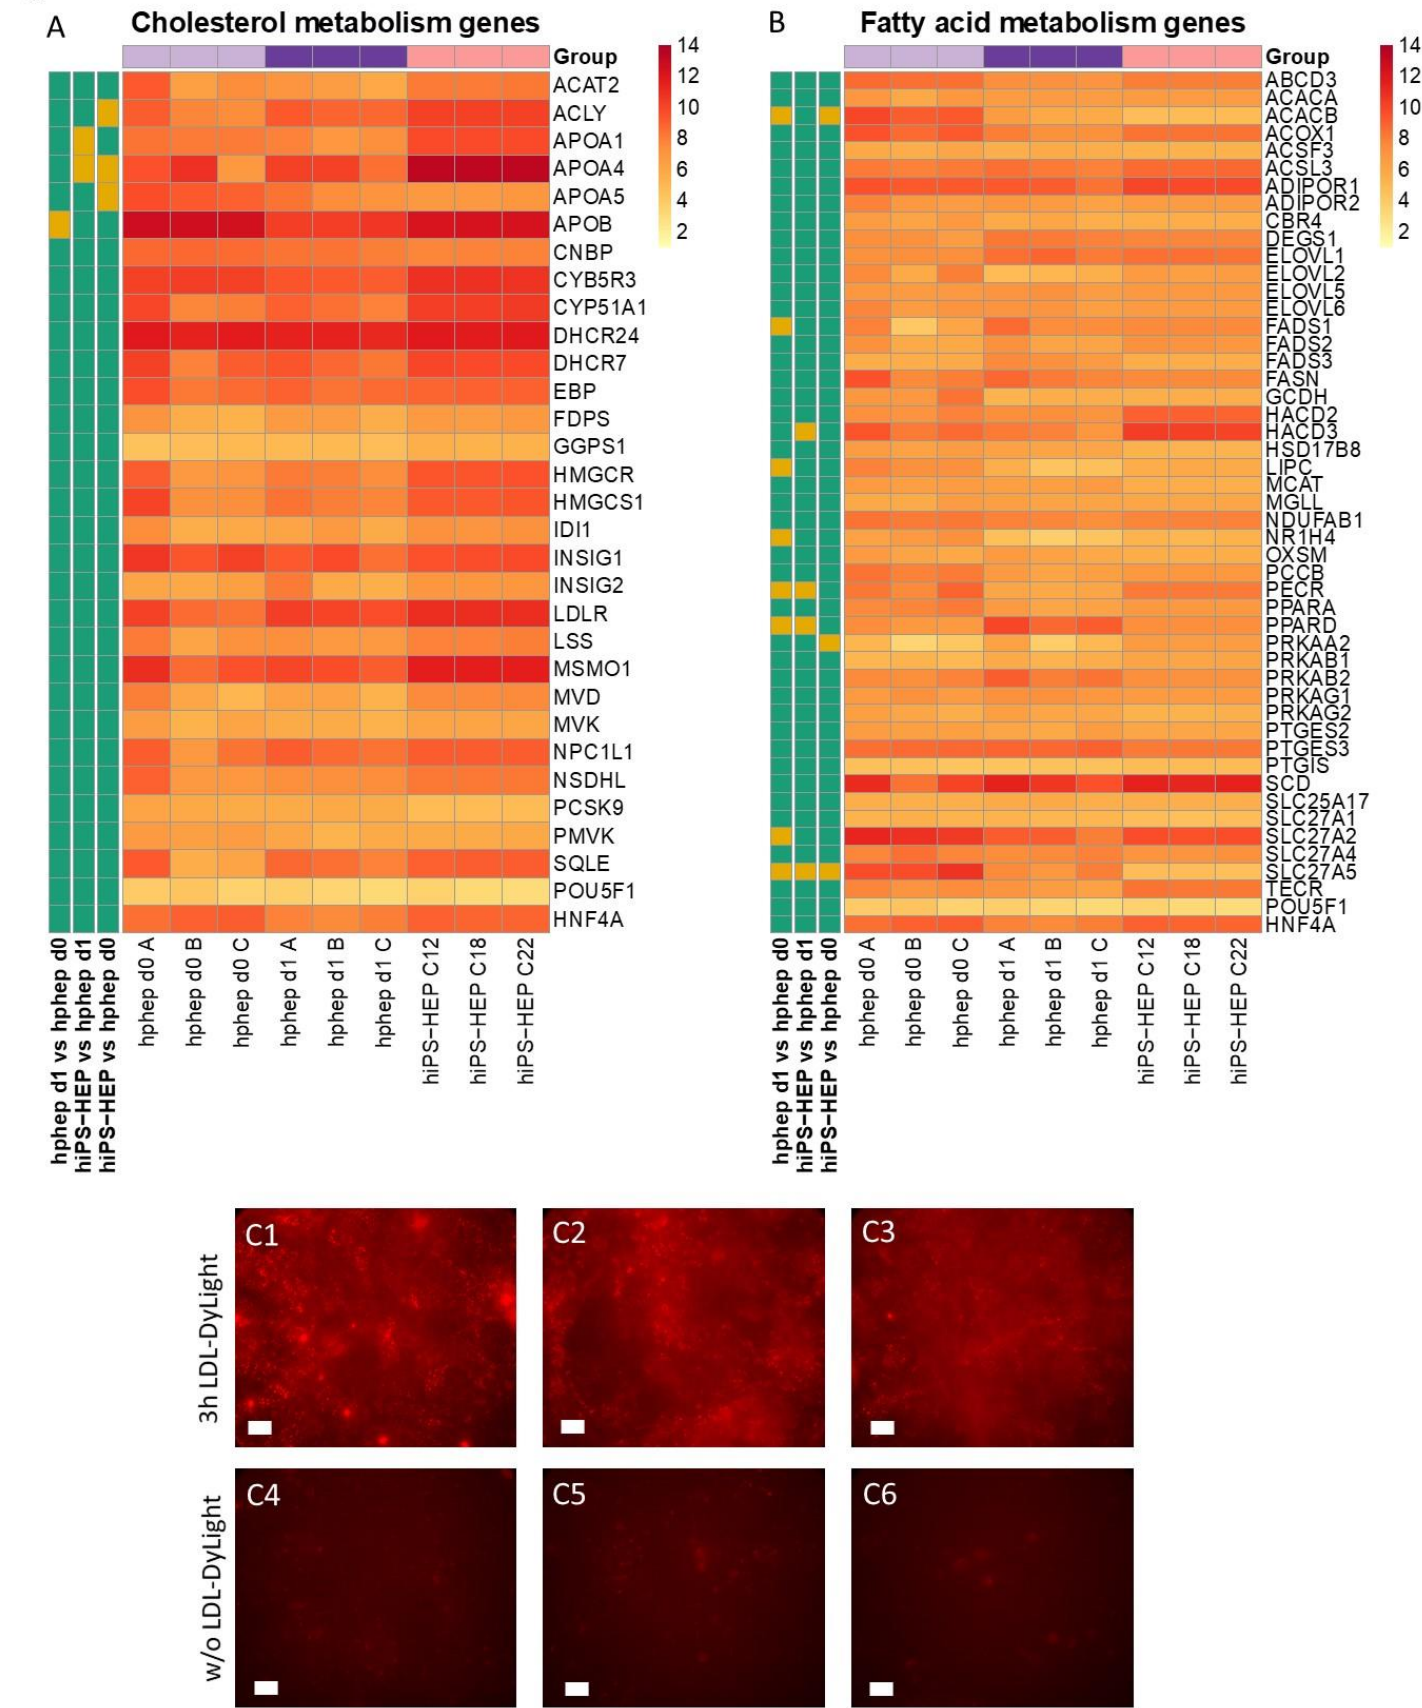 A
Cholesterol metabolism genes
Group
14
12
10
8
6
4
2
ACAT2
ACLY
APOA1
APOA4
APOA5
APOB
CNBP
CYB5R3
CYP51A1
DHCR24
DHCR7
EBP
FDPS
GGPS1
HMGCR
HMGCS1
IDI1
INSIG1
INSIG2
LDLR
LSS
MSMO1
MVD
MVK
NPC1L1
NSDHL
PCSK9
PMVK
SQLE
POU5F1
HNF4A
hphep d1 vs hphep d0
hiPS−HEP vs hphep d1
hiPS−HEP vs hphep d0
hphep d0 A
hphep d0 B
hphep d0 C
hphep d1 A
hphep d1 B
hphep d1 C
hiPS−HEP C12
hiPS−HEP C18
hiPS−HEP C22
B
Fatty acid metabolism genes
Group
14
12
10
8
6
4
2
ABCD3
ACACA
ACACB
ACOX1
ACSF3
ACSL3
ADIPOR1
ADIPOR2
CBR4
DEGS1
ELOVL1
ELOVL2
ELOVL5
ELOVL6
FADS1
FADS2
FADS3
FASN
GCDH
HACD2
HACD3
HSD17B8
LIPC
MCAT
MGLL
NDUFAB1
NR1H4
OXSM
PCCB
PECR
PPARA
PPARD
PRKAA2
PRKAB1
PRKAB2
PRKAG1
PRKAG2
PTGES2
PTGES3
PTGIS
SCD
SLC25A17
SLC27A1
SLC27A2
SLC27A4
SLC27A5
TECR
POU5F1
HNF4A
hphep d1 vs hphep d0
hiPS−HEP vs hphep d1
hiPS−HEP vs hphep d0
hphep d0 A
hphep d0 B
hphep d0 C
hphep d1 A
hphep d1 B
hphep d1 C
hiPS−HEP C12
hiPS−HEP C18
hiPS−HEP C22
3h LDL-DyLight
C1
C2
C3
w/o LDL-DyLight
C4
C5
C6